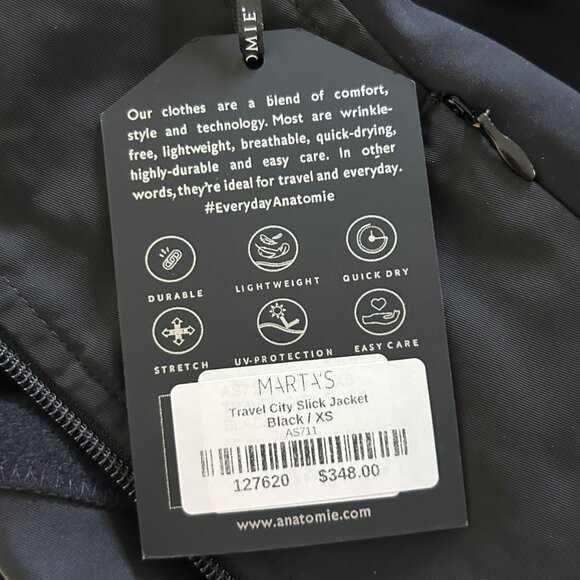 OMIE
Our clothes are a blend of comfort,
style and technology. Most are wrinkle-
free, lightweight, breathable, quick-drying,
highly-durable and easy care. In other
words, they're ideal for travel and everyday.
#EverydayAnatomie
DURABLE
LIGHTWEIGHT
QUICK DRY
STRETCH
UV-PROTECTION
EASY CARE
MARTA'S
Travel City Slick Jacket
Black / XS
AS711
127620 $348.00
www.anatomie.com